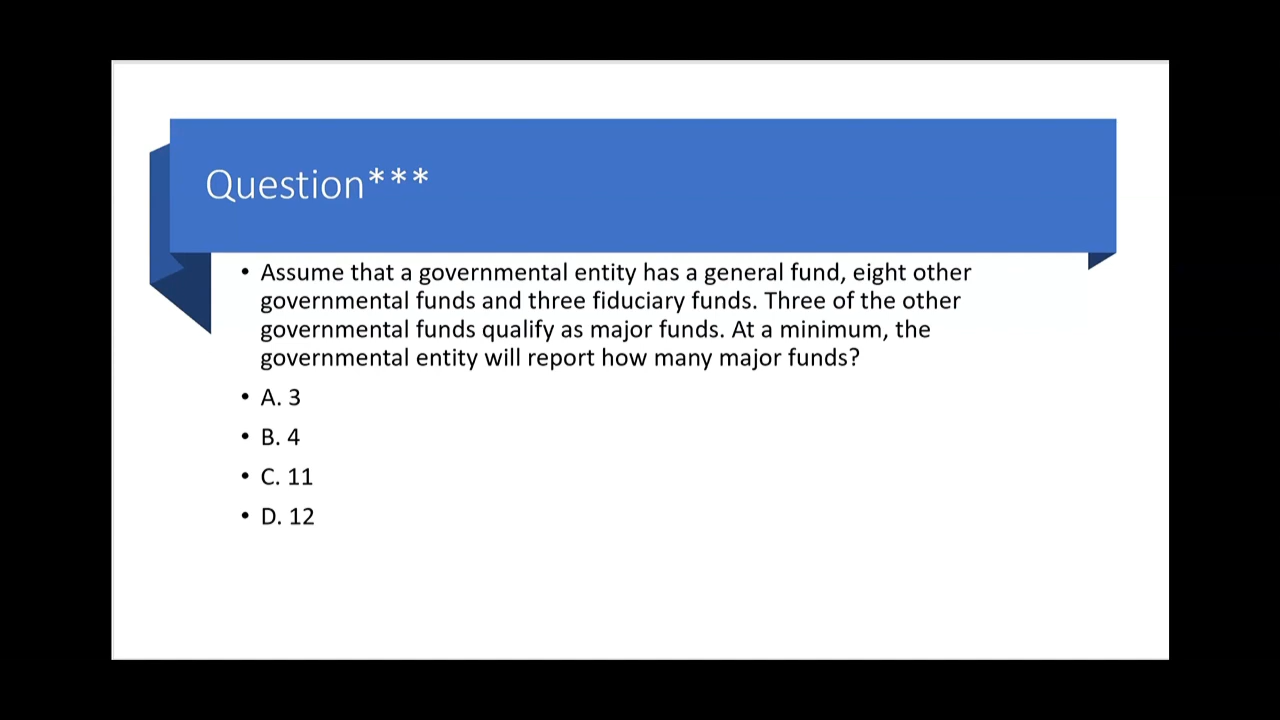 Question***
• Assume that a governmental entity has a general fund, eight other
governmental funds and three fiduciary funds. Three of the other
governmental funds qualify as major funds. At a minimum, the
governmental entity will report how many major funds?
• A. 3
• B. 4
• C. 11
• D. 12